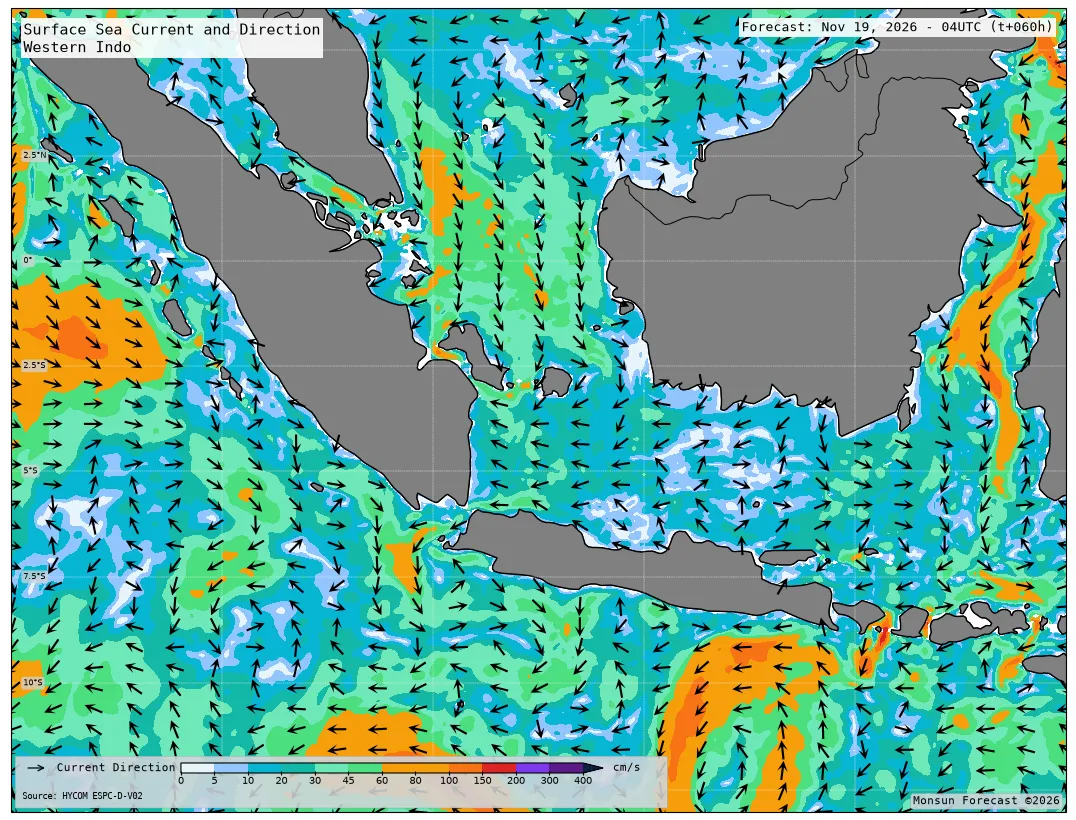 Surface Sea Current and Direction
Western Indo
Forecast: Nov 19, 2026 - 04UTC (t+060h)
2.5°N
0°
2.5°S
5°S
7.5°S
10°S
Current Direction
0 5 10 20 30 45 60 80 100 150 200 300 400 cm/s
Source: HYCOM ESPC-D-V02
Monsun Forecast ©2026